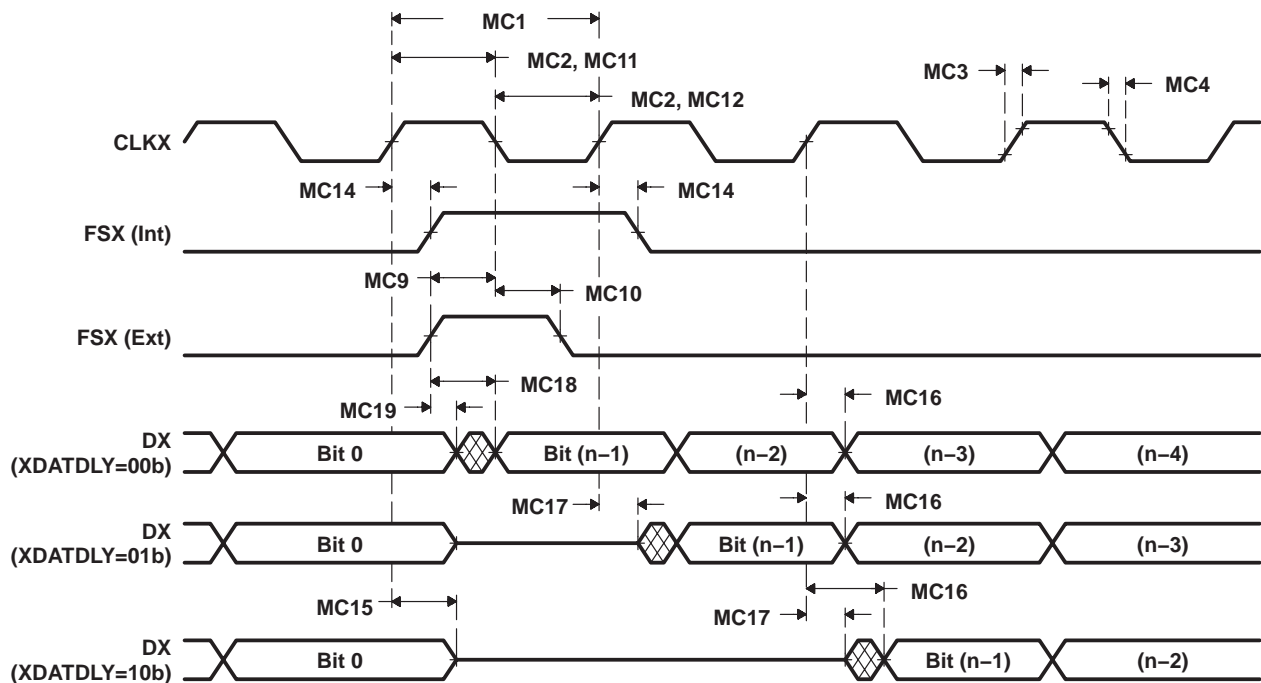 MC1
MC2, MC11
MC3
MC4
MC2, MC12
CLKX
MC14
MC14
FSX (Int)
MC9
MC10
FSX (Ext)
MC18
MC19
MC16
DX
(XDATDLY=00b)
Bit 0
Bit (n−1)
(n−2)
(n−3)
(n−4)
MC17
MC16
DX
(XDATDLY=01b)
Bit 0
Bit (n−1)
(n−2)
(n−3)
MC15
MC16
MC17
DX
(XDATDLY=10b)
Bit 0
Bit (n−1)
(n−2)